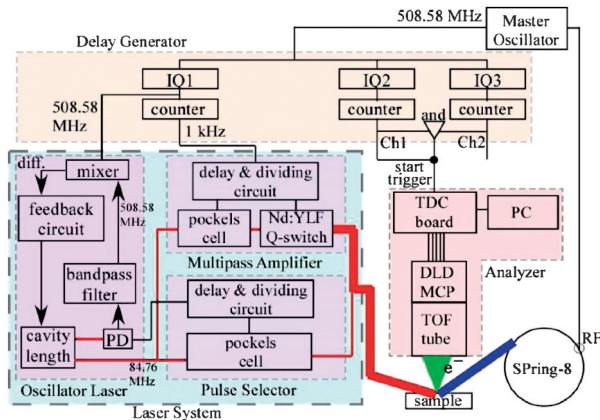 508.58 MHz
Master
Oscillator
Delay Generator
IQ1
IQ2
IQ3
508.58
MHz
counter
counter
counter
and
1 kHz
Ch1
Ch2
start
trigger
diff.
mixer
delay & dividing
circuit
TDC
board
PC
feedback
circuit
508.58
MHz
pockels
cell
Nd:YLF
Q-switch
Multipass Amplifier
Analyzer
bandpass
filter
DLD
MCP
delay & dividing
circuit
TOF
tube
cavity
length
PD
pockels
cell
84.76
MHz
RF
SPring-8
e−
Oscillator Laser
Pulse Selector
sample
Laser System